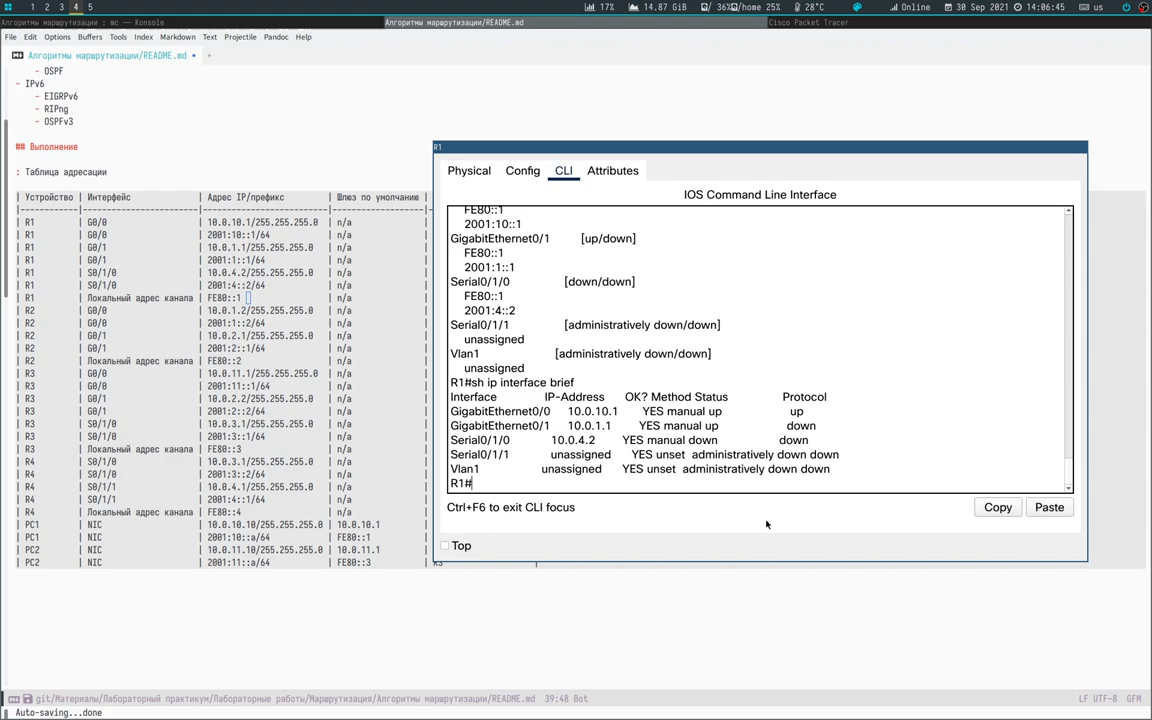 1 2 3 4 5 17% 14.87 GiB 36% /home 25% 28°C Online 30 Sep 2021 14:06:45 us
Алгоритмы маршрутизации : mc — Konsole
Алгоритмы маршрутизации/README.md
Cisco Packet Tracer
File Edit Options Buffers Tools Index Markdown Text Projectile Pandoc Help
Алгоритмы маршрутизации/README.md • +
- OSPF
- IPv6
- EIGRPv6
- RIPng
- OSPFv3
## Выполнение
: Таблица адресации
| Устройство | Интерфейс | Адрес IP/префикс | Шлюз по умолчанию |
| R1 | G0/0 | 10.0.10.1/255.255.255.0 | n/a |
| R1 | G0/0 | 2001:10::1/64 | n/a |
| R1 | G0/1 | 10.0.1.1/255.255.255.0 | n/a |
| R1 | G0/1 | 2001:1::1/64 | n/a |
| R1 | S0/1/0 | 10.0.4.2/255.255.255.0 | n/a |
| R1 | S0/1/0 | 2001:4::2/64 | n/a |
| R1 | Локальный адрес канала | FE80::1 | n/a |
| R2 | G0/0 | 10.0.1.2/255.255.255.0 | n/a |
| R2 | G0/0 | 2001:1::2/64 | n/a |
| R2 | G0/1 | 10.0.2.1/255.255.255.0 | n/a |
| R2 | G0/1 | 2001:2::1/64 | n/a |
| R2 | Локальный адрес канала | FE80::2 | n/a |
| R3 | G0/0 | 10.0.11.1/255.255.255.0 | n/a |
| R3 | G0/0 | 2001:11::1/64 | n/a |
| R3 | G0/1 | 10.0.2.2/255.255.255.0 | n/a |
| R3 | G0/1 | 2001:2::2/64 | n/a |
| R3 | S0/1/0 | 10.0.3.1/255.255.255.0 | n/a |
| R3 | S0/1/0 | 2001:3::1/64 | n/a |
| R3 | Локальный адрес канала | FE80::3 | n/a |
| R4 | S0/1/0 | 10.0.3.1/255.255.255.0 | n/a |
| R4 | S0/1/0 | 2001:3::2/64 | n/a |
| R4 | S0/1/1 | 10.0.4.1/255.255.255.0 | n/a |
| R4 | S0/1/1 | 2001:4::1/64 | n/a |
| R4 | Локальный адрес канала | FE80::4 | n/a |
| PC1 | NIC | 10.0.10.10/255.255.255.0 | 10.0.10.1 |
| PC1 | NIC | 2001:10::a/64 | FE80::1 |
| PC2 | NIC | 10.0.11.10/255.255.255.0 | 10.0.11.1 |
| PC2 | NIC | 2001:11::a/64 | FE80::3 | R3 |
R1
Physical Config CLI Attributes
IOS Command Line Interface
FE80::1
2001:10::1
GigabitEthernet0/1 [up/down]
FE80::1
2001:1::1
Serial0/1/0 [down/down]
FE80::1
2001:4::2
Serial0/1/1 [administratively down/down]
unassigned
Vlan1 [administratively down/down]
unassigned
R1#sh ip interface brief
Interface IP-Address OK? Method Status Protocol
GigabitEthernet0/0 10.0.10.1 YES manual up up
GigabitEthernet0/1 10.0.1.1 YES manual up down
Serial0/1/0 10.0.4.2 YES manual down down
Serial0/1/1 unassigned YES unset administratively down down
Vlan1 unassigned YES unset administratively down down
R1#
Ctrl+F6 to exit CLI focus
Copy Paste
Top
git/Материалы/Лабораторный практикум/Лабораторные работы/Маршрутизация/Алгоритмы маршрутизации/README.md 39:48 Bot LF UTF-8 GFM
Auto-saving...done